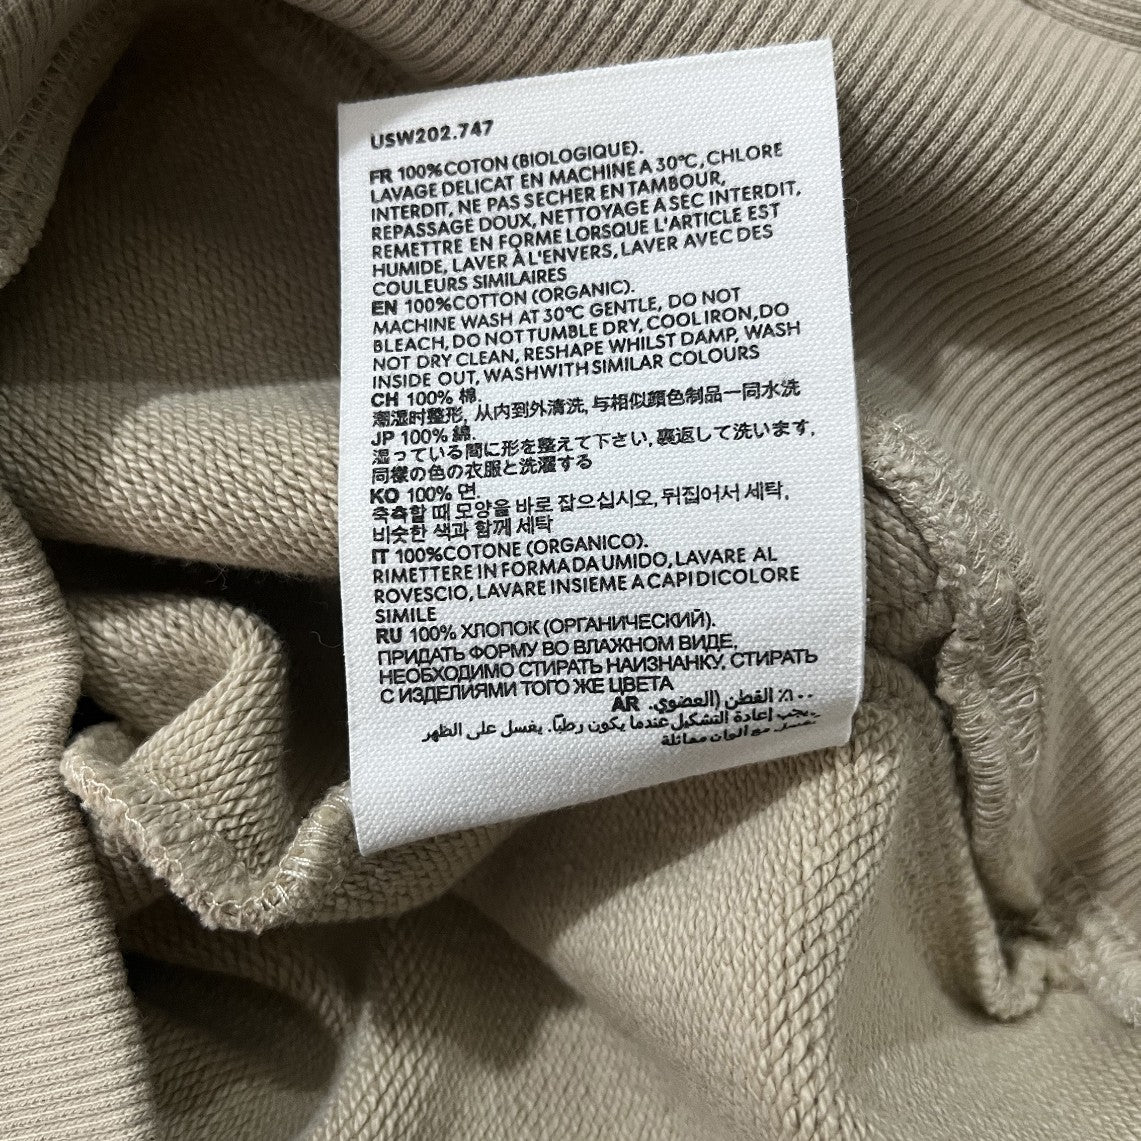 USW202.747
FR 100%COTON (BIOLOGIQUE).
LAVAGE DELICAT EN MACHINE A 30°C, CHLORE
INTERDIT, NE PAS SECHER EN TAMBOUR,
REPASSAGE DOUX, NETTOYAGE A SEC INTERDIT,
REMETTRE EN FORME LORSQUE L'ARTICLE EST
HUMIDE, LAVER À L'ENVERS, LAVER AVEC DES
COULEURS SIMILAIRES
EN 100%COTTON (ORGANIC).
MACHINE WASH AT 30°C GENTLE, DO NOT
BLEACH, DO NOT TUMBLE DRY, COOL IRON, DO
NOT DRY CLEAN, RESHAPE WHILST DAMP, WASH
INSIDE OUT, WASH WITH SIMILAR COLOURS
CH 100% 棉.
潮湿时整形, 从内到外清洗, 与相似顏色制品一同水洗
JP 100% 綿.
湿っている間に形を整えて下さい, 裏返して洗います,
同樣の色の衣服と洗濯する
KO 100% 면.
축축할 때 모양을 바로 잡으십시오, 뒤집어서 세탁,
비슷한 색과 함께 세탁
IT 100%COTONE (ORGANICO).
RIMETTERE IN FORMA DA UMIDO, LAVARE AL
ROVESCIO, LAVARE INSIEME A CAPI DI COLORE
SIMILE
RU 100% ХЛОПОК (ОРГАНИЧЕСКИЙ).
ПРИДАТЬ ФОРМУ ВО ВЛАЖНОМ ВИДЕ,
НЕОБХОДИМО СТИРАТЬ НАИЗНАНКУ, СТИРАТЬ
С ИЗДЕЛИЯМИ ТОГО ЖЕ ЦВЕТА
AR .١٠٠٪ القطن (العضوي)
يجب إعادة التشكيل عندما يكون رطبًا. يغسل على الظهر
مع ألوان مماثلة